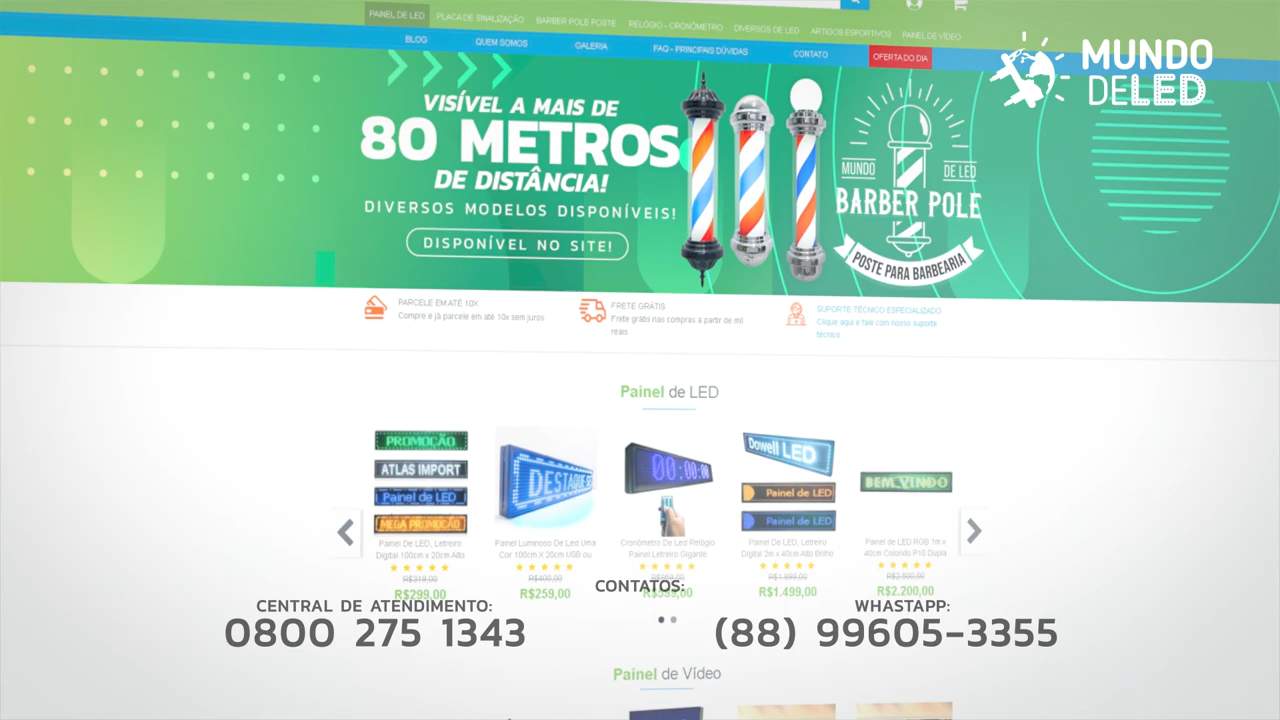 PAINEL DE LED
PLACA DE SINALIZAÇÃO
BARBER POLE POSTE
RELÓGIO - CRONÔMETRO
DIVERSOS DE LED
ARTIGOS ESPORTIVOS
PAINEL DE VÍDEO
BLOG
QUEM SOMOS
GALERIA
FAQ - PRINCIPAIS DÚVIDAS
CONTATO
OFERTA DO DIA
MUNDO
DELED
VISÍVEL A MAIS DE
80 METROS
DE DISTÂNCIA!
DIVERSOS MODELOS DISPONÍVEIS!
DISPONÍVEL NO SITE!
MUNDO DE LED
BARBER POLE
POSTE PARA BARBEARIA
PARCELE EM ATÉ 10X
Compre e já parcele em até 10x sem juros
FRETE GRÁTIS
Frete grátis nas compras a partir de mil
reais
SUPORTE TÉCNICO ESPECIALIZADO
Clique aqui e fale com nosso suporte
técnico
Painel de LED
PROMOÇÃO
ATLAS IMPORT
Painel de LED
MEGA PROMOÇÃO
Painel De LED, Letreiro
Digital 100cm x 20cm Alto
R$319,00
R$299,00
DESTAQUE SE
Painel Luminoso De Led Uma
Cor 100cm X 20cm USB ou
R$400,00
R$259,00
00:00:00
Cronômetro De Led Relógio
Painel Letreiro Gigante
R$399,00
Dowell LED
Painel de LED
Painel de LED
Painel De LED, Letreiro
Digital 2m x 40cm Alto Brilho
R$1.899,00
R$1.499,00
BEM VINDO
Painel de LED RGB 1m x
40cm Colorido P10 Dupla
R$2.500,00
R$2.200,00
CONTATOS:
CENTRAL DE ATENDIMENTO:
0800 275 1343
WHASTAPP:
(88) 99605-3355
Painel de Vídeo